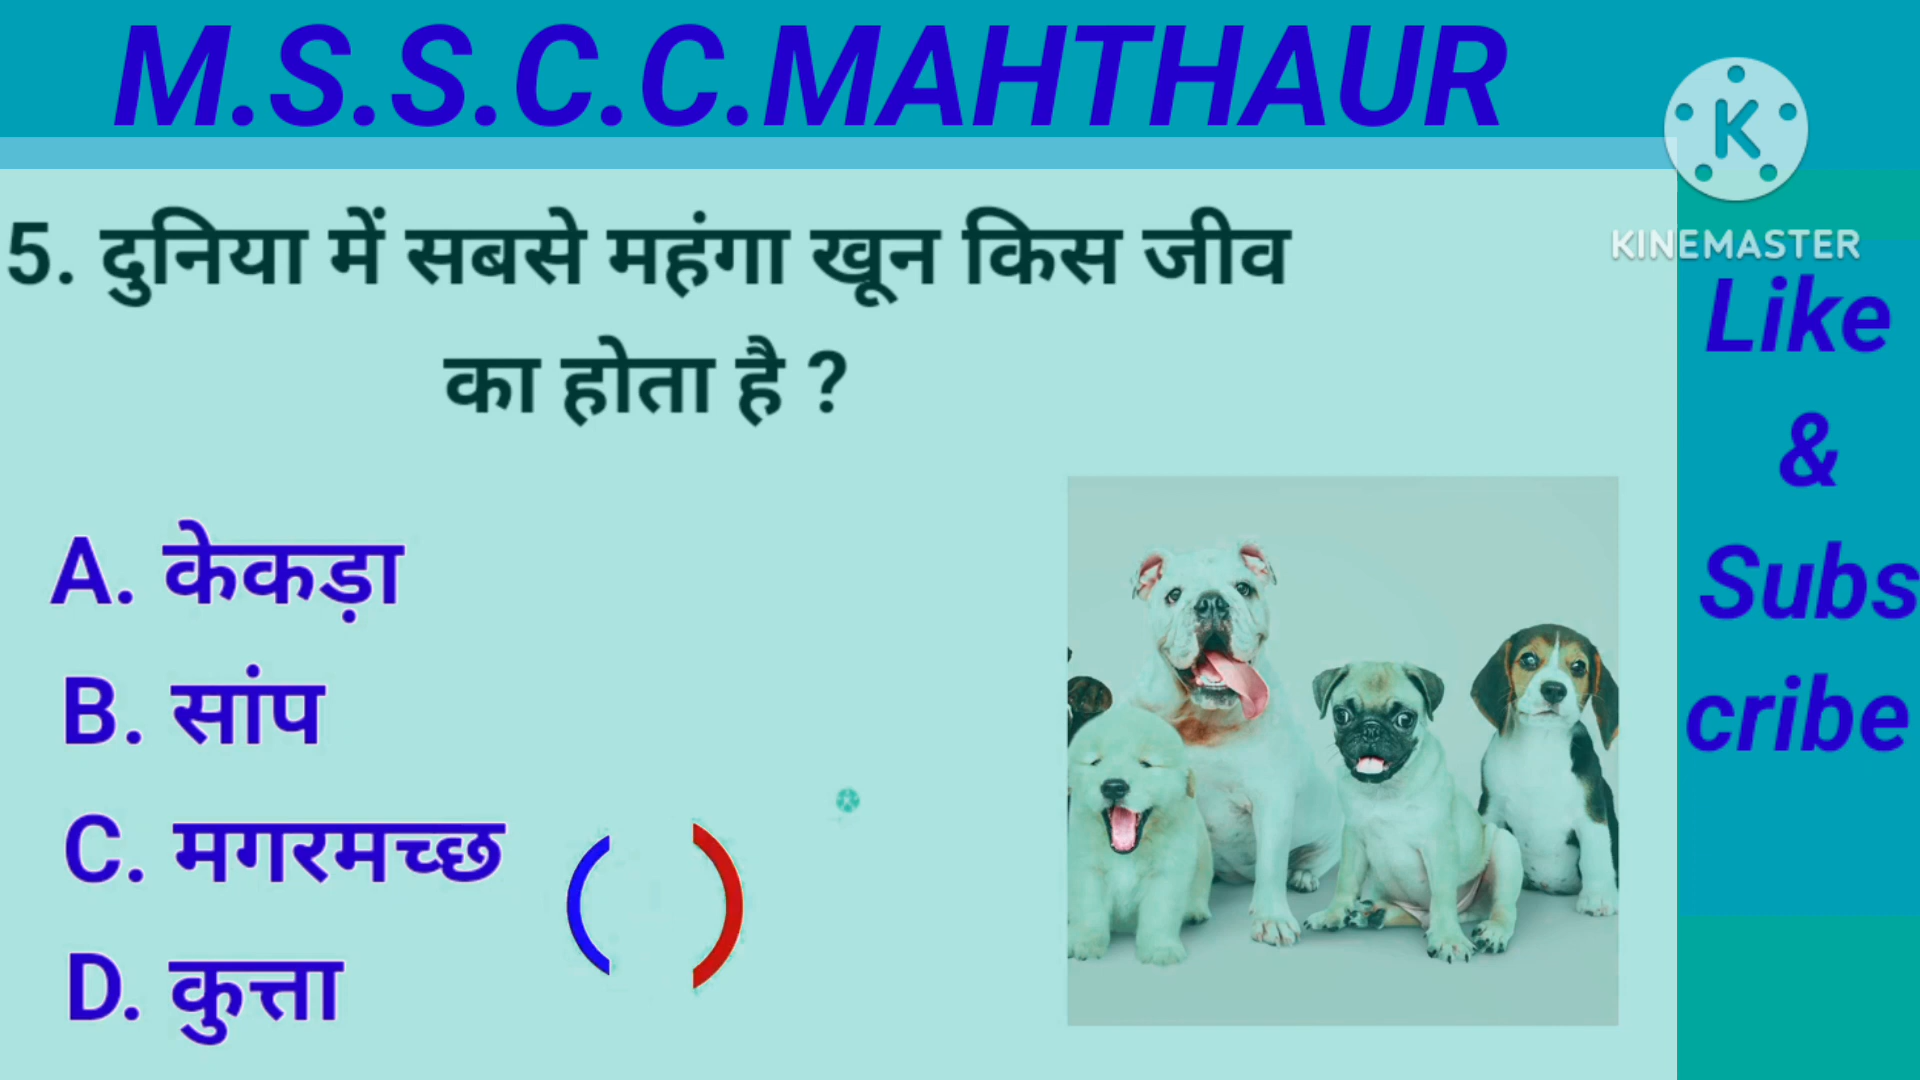 M.S.S.C.C.MAHTHAUR
K
KINEMASTER
5. दुनिया में सबसे महंगा खून किस जीव
का होता है ?
A. केकड़ा
B. सांप
C. मगरमच्छ
D. कुत्ता
Like
&
Subs
cribe